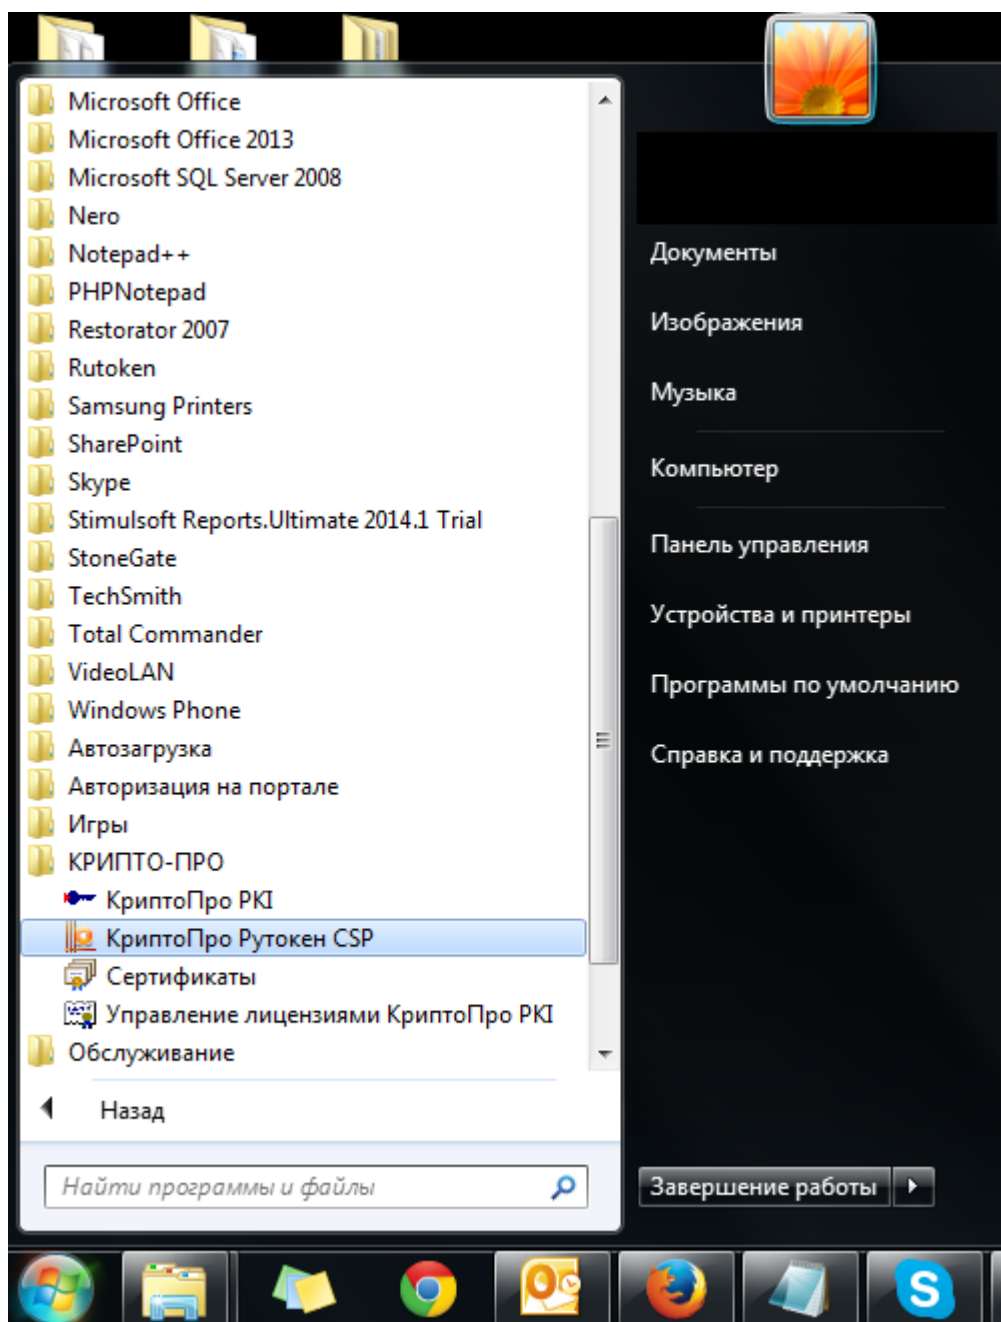 Microsoft Office
Microsoft Office 2013
Microsoft SQL Server 2008
Nero
Notepad++
PHPNotepad
Restorator 2007
Rutoken
Samsung Printers
SharePoint
Skype
Stimulsoft Reports.Ultimate 2014.1 Trial
StoneGate
TechSmith
Total Commander
VideoLAN
Windows Phone
Автозагрузка
Авторизация на портале
Игры
КРИПТО-ПРО
КриптоПро PKI
КриптоПро Рутокен CSP
Сертификаты
Управление лицензиями КриптоПро PKI
Обслуживание
Назад
Найти программы и файлы
Документы
Изображения
Музыка
Компьютер
Панель управления
Устройства и принтеры
Программы по умолчанию
Справка и поддержка
Завершение работы